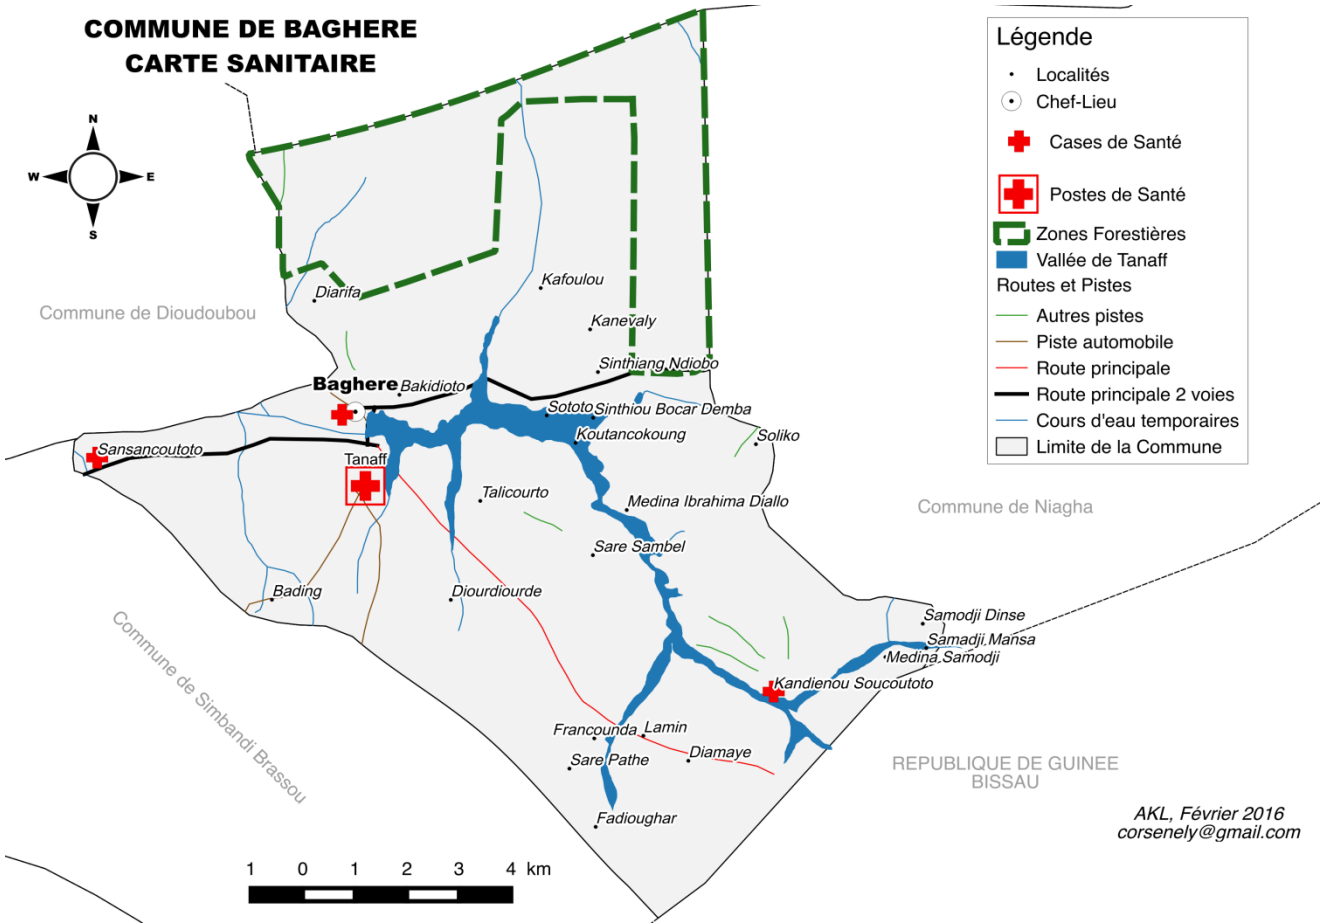 COMMUNE DE BAGHERE
CARTE SANITAIRE
N
W
E
S
Légende
Localités
Chef-Lieu
Cases de Santé
Postes de Santé
Zones Forestières
Vallée de Tanaff
Routes et Pistes
Autres pistes
Piste automobile
Route principale
Route principale 2 voies
Cours d'eau temporaires
Limite de la Commune
Commune de Dioudoubou
Diarifa
Kafoulou
Kanevaly
Sinthiang Ndiobo
Baghere
Bakidioto
Sototo
Sinthiou Bocar Demba
Koutancokoung
Soliko
Sansancoutoto
Tanaff
Talicourto
Medina Ibrahima Diallo
Commune de Niagha
Sare Sambel
Bading
Diourdiourde
Samodji Dinse
Samadji Mansa
Medina Samodji
Kandienou Soucoutoto
Commune de Simbandi Brassou
Francounda
Lamin
Sare Pathe
Diamaye
Fadioughar
REPUBLIQUE DE GUINEE
BISSAU
AKL, Février 2016
corsenely@gmail.com
1 0 1 2 3 4 km